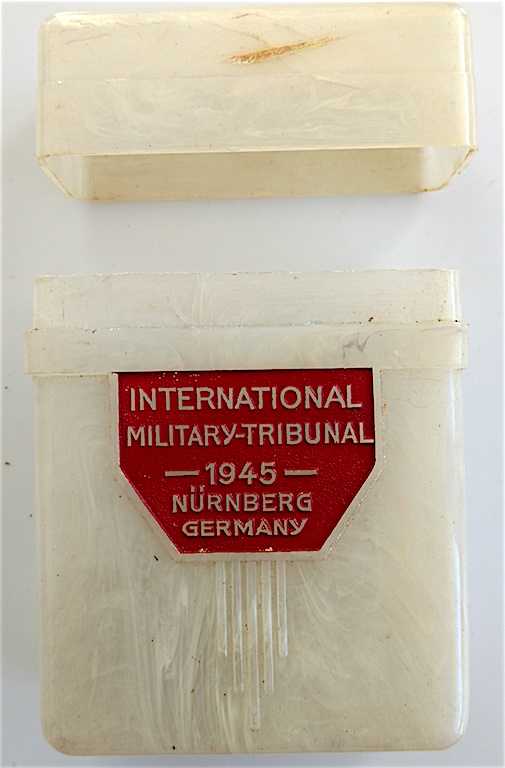 INTERNATIONAL
MILITARY-TRIBUNAL
— 1945 —
NÜRNBERG
GERMANY